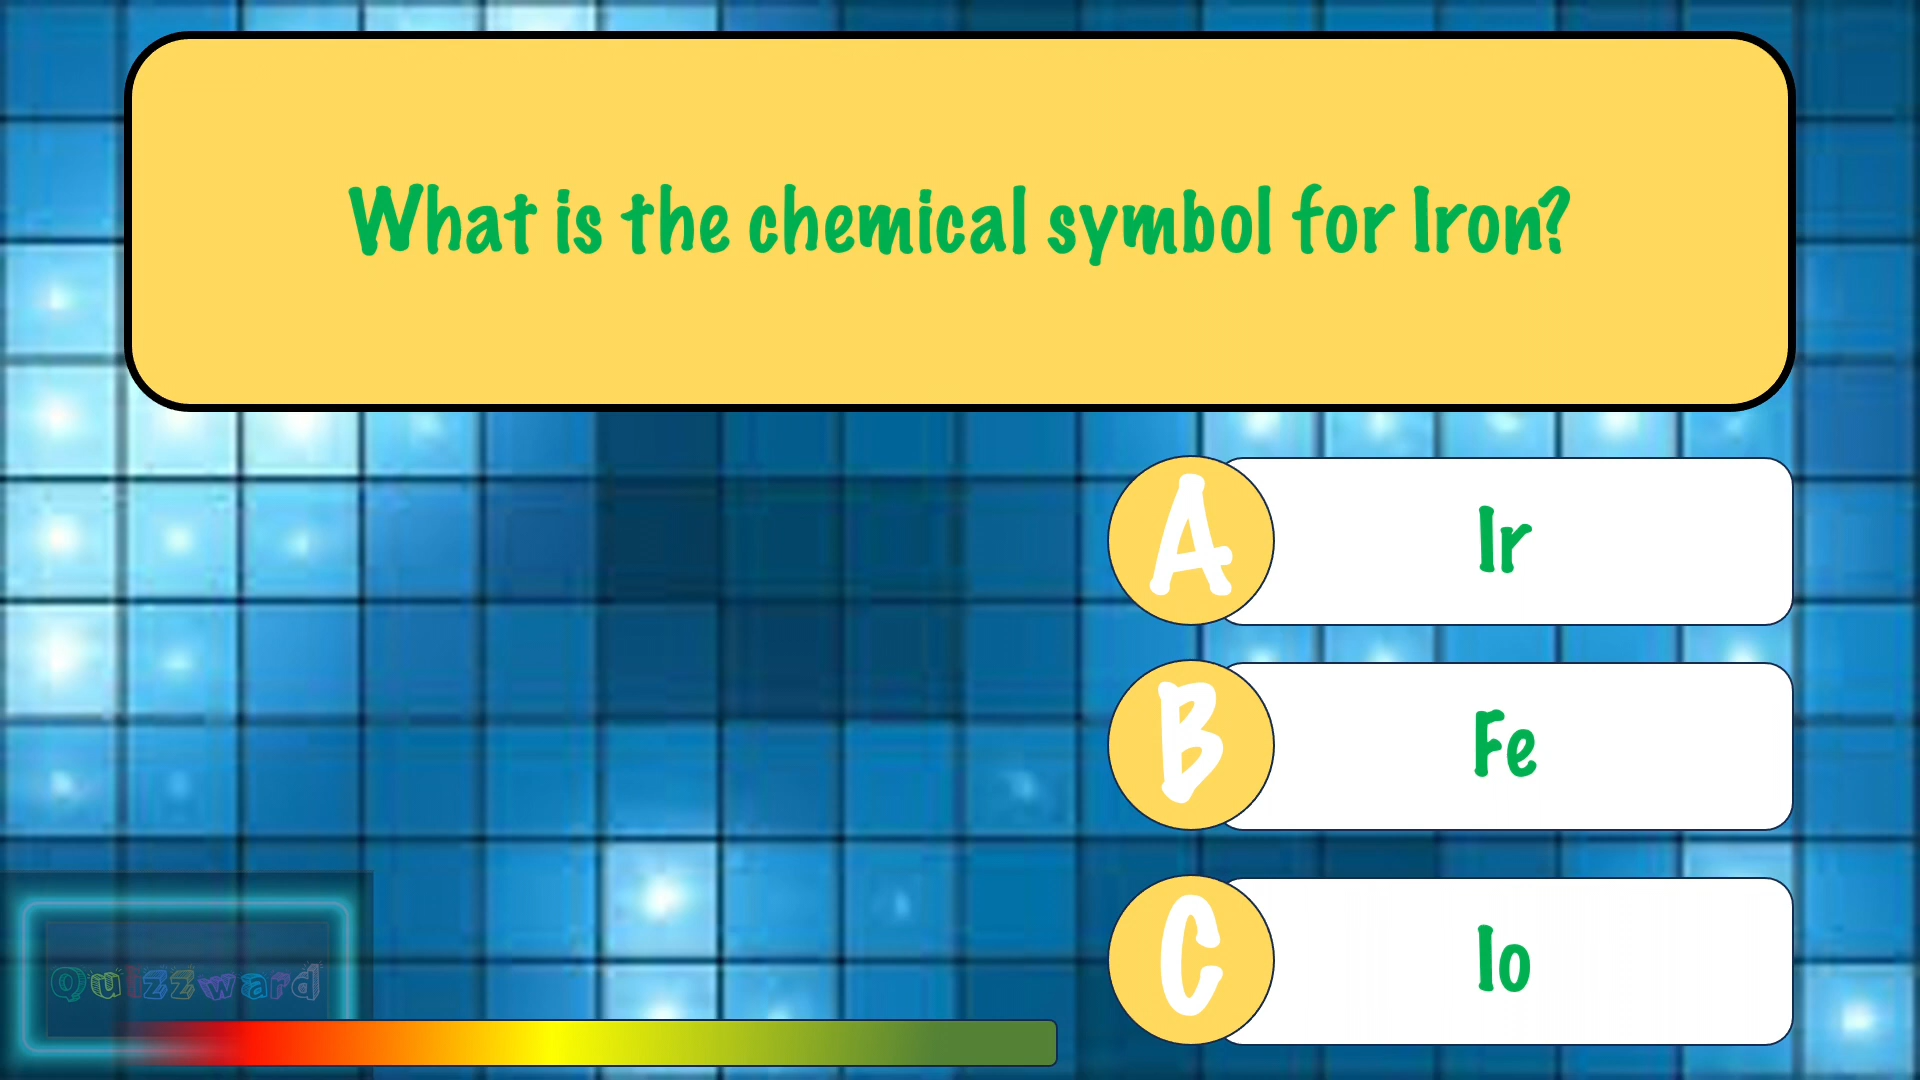 What is the chemical symbol for Iron?
A
Ir
B
Fe
C
Io
Quizzward